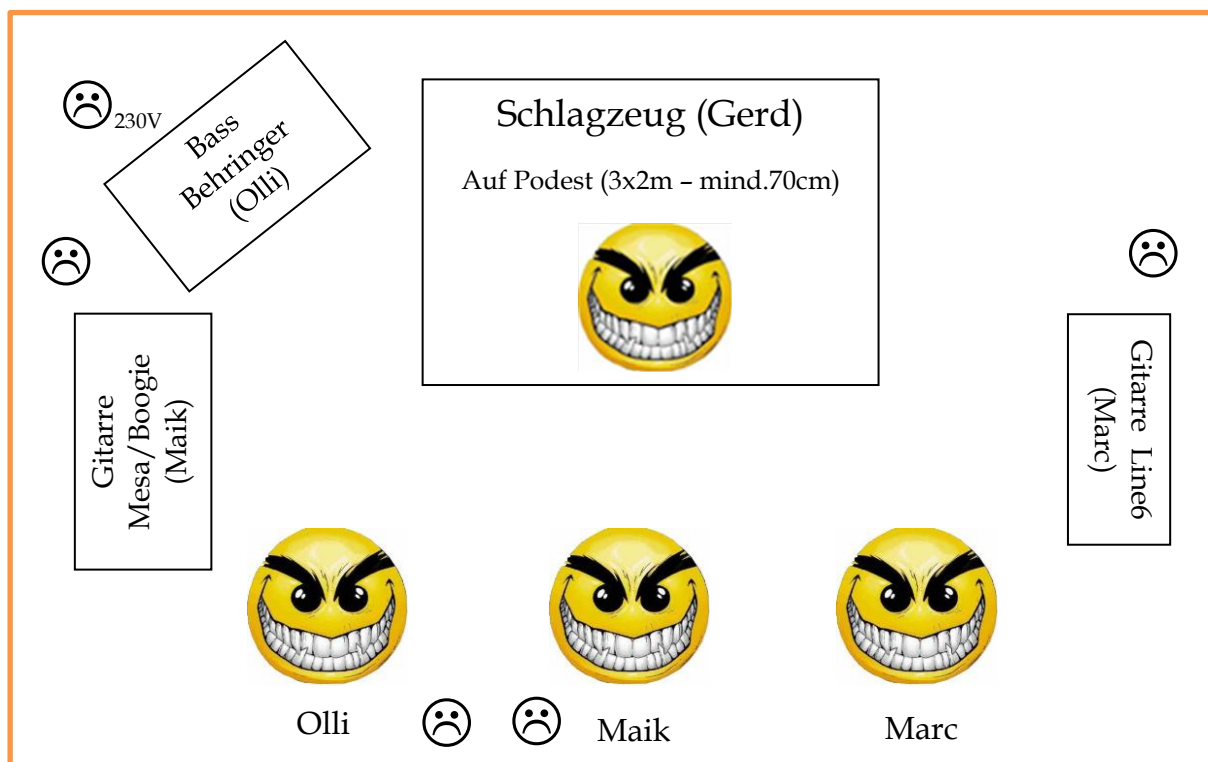 230V
Bass
Behringer
(Olli)
Schlagzeug (Gerd)
Auf Podest (3x2m – mind.70cm)
Gitarre
Mesa/Boogie
(Maik)
Gitarre Line6
(Marc)
Olli
Maik
Marc